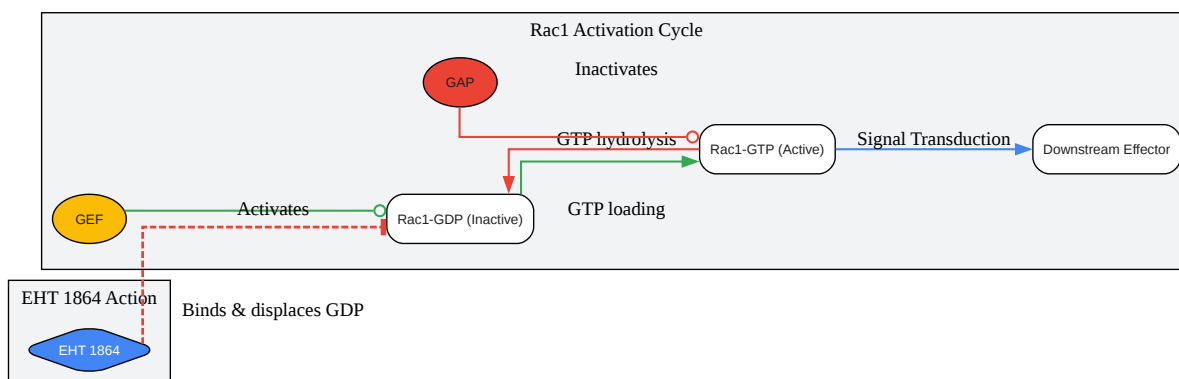 Rac1 Activation Cycle
Inactivates
GAP
GTP hydrolysis
Rac1-GTP (Active)
Signal Transduction
Downstream Effector
GEF
Activates
Rac1-GDP (Inactive)
GTP loading
EHT 1864 Action
Binds & displaces GDP
EHT 1864